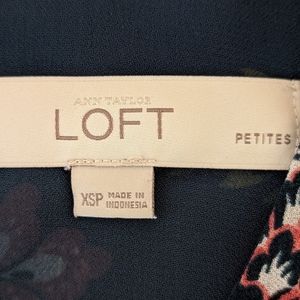 ANN TAYLOR
LOFT
PETITES
XSP MADE IN
INDONESIA